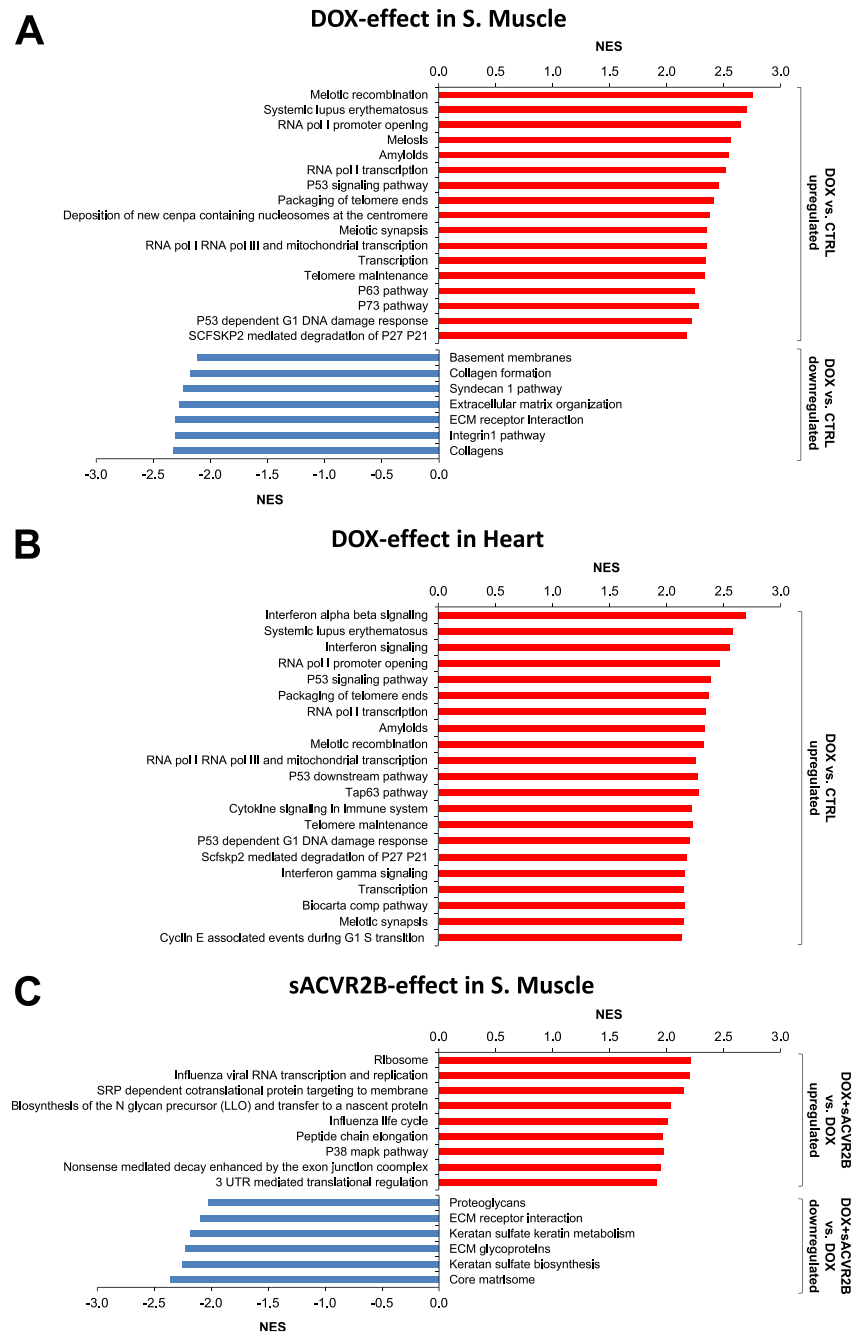 A
DOX-effect in S. Muscle
NES
0.0 0.5 1.0 1.5 2.0 2.5 3.0
Meiotic recombination
Systemic lupus erythematosus
RNA pol I promoter opening
Meiosis
Amyloids
RNA pol I transcription
P53 signaling pathway
Packaging of telomere ends
Deposition of new cenpa containing nucleosomes at the centromere
Meiotic synapsis
RNA pol I RNA pol III and mitochondrial transcription
Transcription
Telomere maintenance
P63 pathway
P73 pathway
P53 dependent G1 DNA damage response
SCFSKP2 mediated degradation of P27 P21
DOX vs. CTRL
upregulated
Basement membranes
Collagen formation
Syndecan 1 pathway
Extracellular matrix organization
ECM receptor interaction
Integrin1 pathway
Collagens
DOX vs. CTRL
downregulated
-3.0 -2.5 -2.0 -1.5 -1.0 -0.5 0.0
NES
B
DOX-effect in Heart
NES
0.0 0.5 1.0 1.5 2.0 2.5 3.0
Interferon alpha beta signaling
Systemic lupus erythematosus
Interferon signaling
RNA pol I promoter opening
P53 signaling pathway
Packaging of telomere ends
RNA pol I transcription
Amyloids
Meiotic recombination
RNA pol I RNA pol III and mitochondrial transcription
P53 downstream pathway
Tap63 pathway
Cytokine signaling in immune system
Telomere maintenance
P53 dependent G1 DNA damage response
Scfskp2 mediated degradation of P27 P21
Interferon gamma signaling
Transcription
Biocarta comp pathway
Meiotic synapsis
Cyclin E associated events during G1 S transition
DOX vs. CTRL
upregulated
C
sACVR2B-effect in S. Muscle
NES
0.0 0.5 1.0 1.5 2.0 2.5 3.0
Ribosome
Influenza viral RNA transcription and replication
SRP dependent cotranslational protein targeting to membrane
Biosynthesis of the N glycan precursor (LLO) and transfer to a nascent protein
Influenza life cycle
Peptide chain elongation
P38 mapk pathway
Nonsense mediated decay enhanced by the exon junction coomplex
3 UTR mediated translational regulation
DOX+sACVR2B
vs. DOX
upregulated
Proteoglycans
ECM receptor interaction
Keratan sulfate keratin metabolism
ECM glycoproteins
Keratan sulfate biosynthesis
Core matrisome
DOX+sACVR2B
vs. DOX
downregulated
-3.0 -2.5 -2.0 -1.5 -1.0 -0.5 0.0
NES